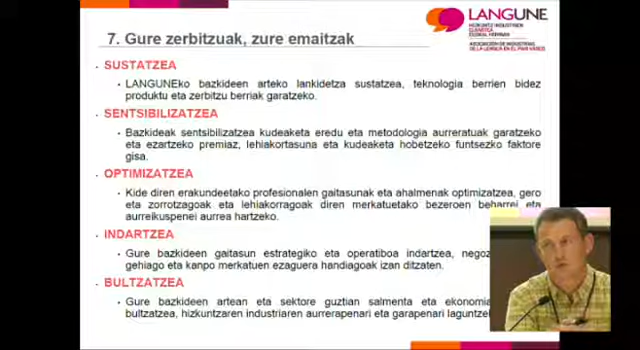 LANGUNE
HIZKUNTZ INDUSTRIEN
ELKARTEA
EUSKAL HERRIAN
ASOCIACIÓN DE INDUSTRIAS
DE LA LENGUA EN EL PAÍS VASCO
7. Gure zerbitzuak, zure emaitzak
SUSTATZEA
LANGUNEko bazkideen arteko lankidetza sustatzea, teknologia berrien bidez
produktu eta zerbitzu berriak garatzeko.
SENTSIBILIZATZEA
Bazkideak sentsibilizatzea kudeaketa eredu eta metodologia aurreratuak garatzeko
eta ezartzeko premiaz, lehiakortasuna eta kudeaketa hobetzeko funtsezko faktore
gisa.
OPTIMIZATZEA
Kide diren erakundeetako profesionalen gaitasunak eta ahalmenak optimizatzea, gero
eta zorrotzagoak eta lehiakorragoak diren merkatuetako bezeroen beharrei eta
aurreikuspenei aurrea hartzeko.
INDARTZEA
Gure bazkideen gaitasun estrategiko eta operatiboa indartzea,
gehiago eta kanpo merkatuen ezaguera handiagoak izan ditzaten.
BULTZATZEA
Gure bazkideen artean eta sektore guztian salmenta eta
bultzatzea, hizkuntzaren industriaren aurrerapenari eta garapenari